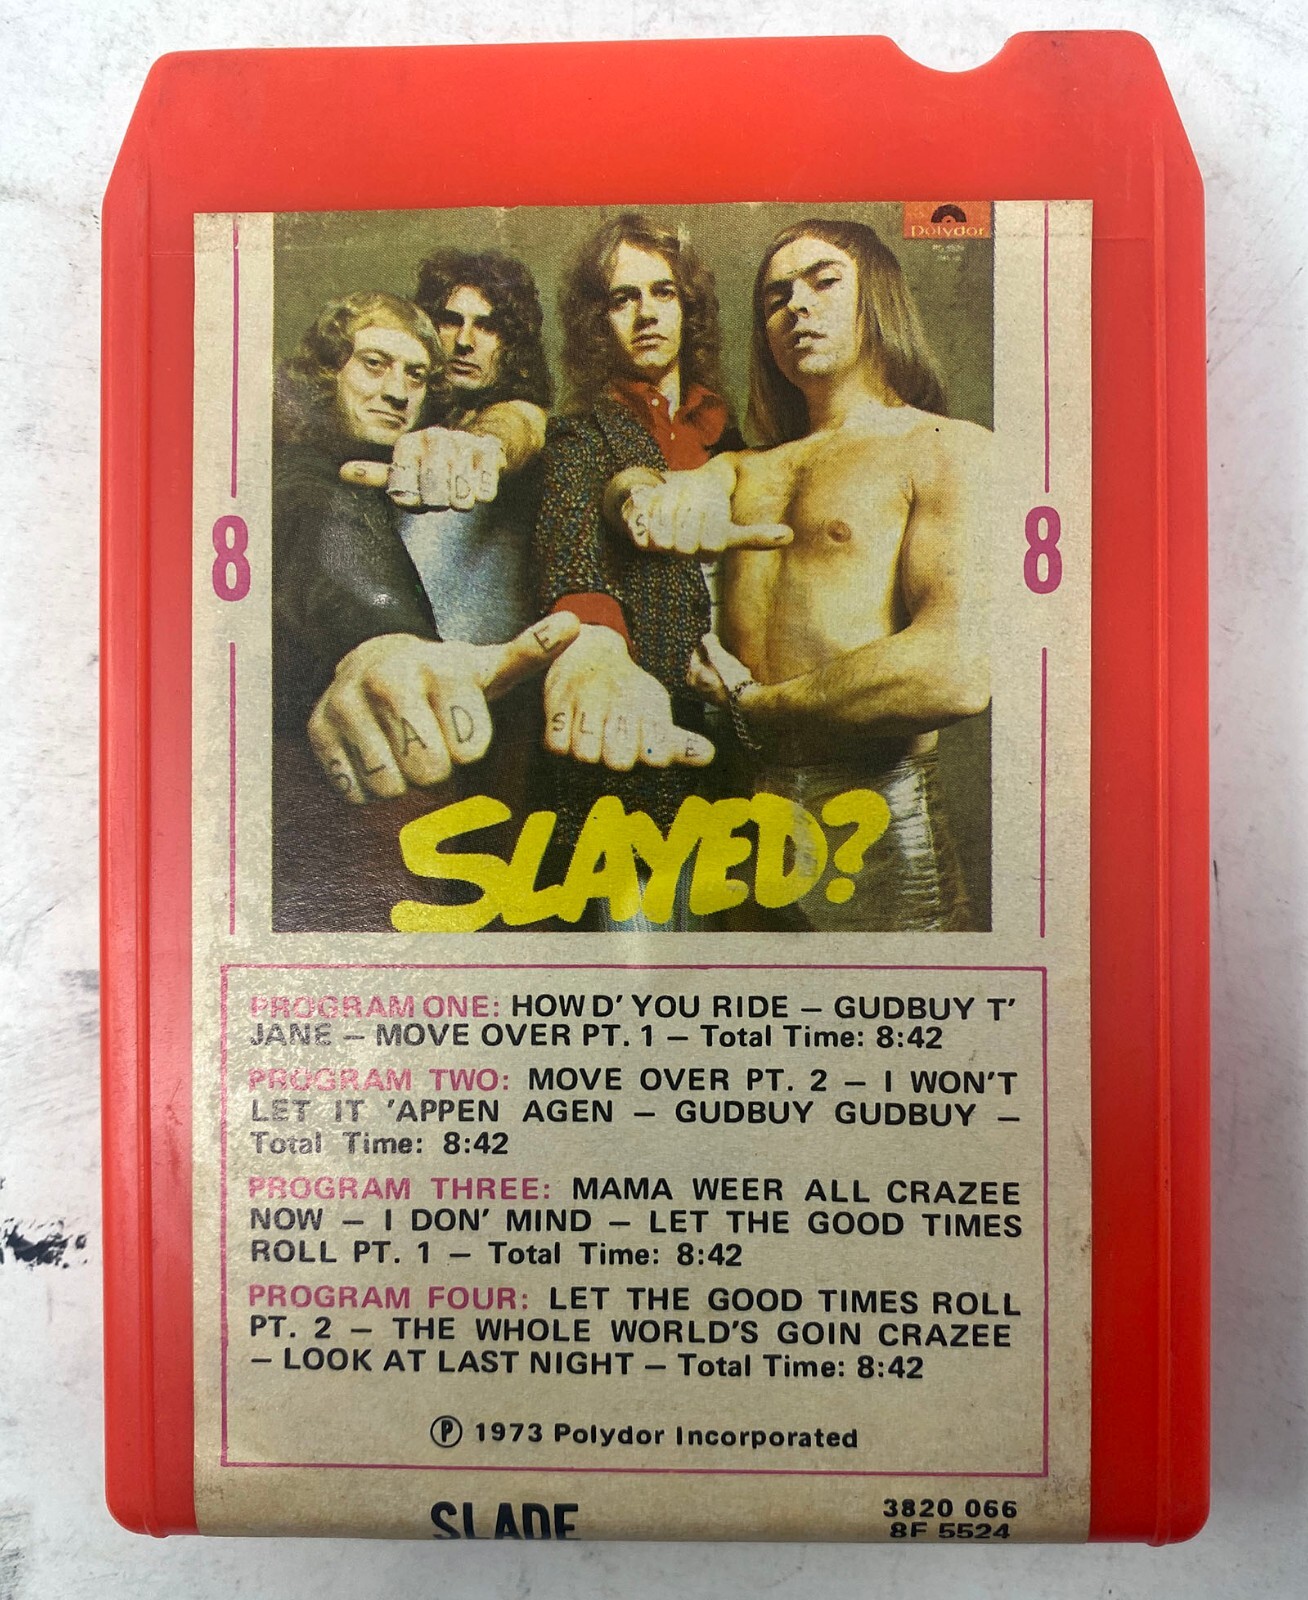 Polydor
S L A D E
S L A D E
SLAYED?
8
8
PROGRAM ONE: HOW D' YOU RIDE – GUDBUY T'
JANE – MOVE OVER PT. 1 – Total Time: 8:42
PROGRAM TWO: MOVE OVER PT. 2 – I WON'T
LET IT 'APPEN AGEN – GUDBUY GUDBUY –
Total Time: 8:42
PROGRAM THREE: MAMA WEER ALL CRAZEE
NOW – I DON' MIND – LET THE GOOD TIMES
ROLL PT. 1 – Total Time: 8:42
PROGRAM FOUR: LET THE GOOD TIMES ROLL
PT. 2 – THE WHOLE WORLD'S GOIN CRAZEE
– LOOK AT LAST NIGHT – Total Time: 8:42
Ⓟ 1973 Polydor Incorporated
SLADE
3820 066
8F 5524